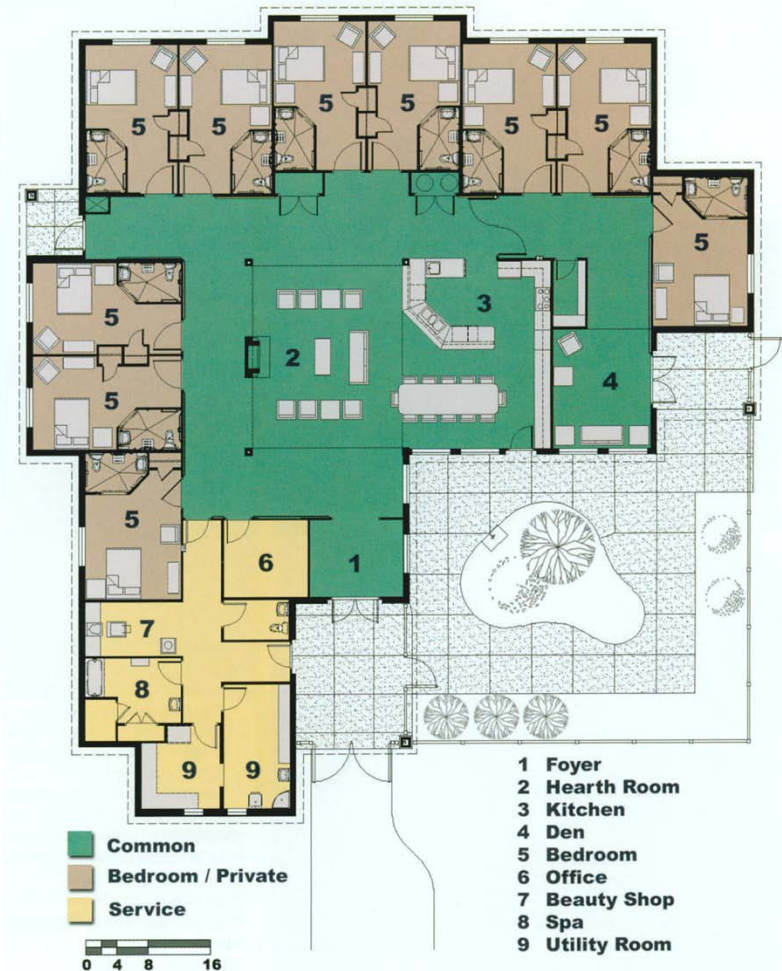 5
5
5
5
5
5
5
5
3
2
5
4
5
6
1
7
8
9
9
1 Foyer
2 Hearth Room
3 Kitchen
4 Den
5 Bedroom
6 Office
7 Beauty Shop
8 Spa
9 Utility Room
Common
Bedroom / Private
Service
0 4 8 16